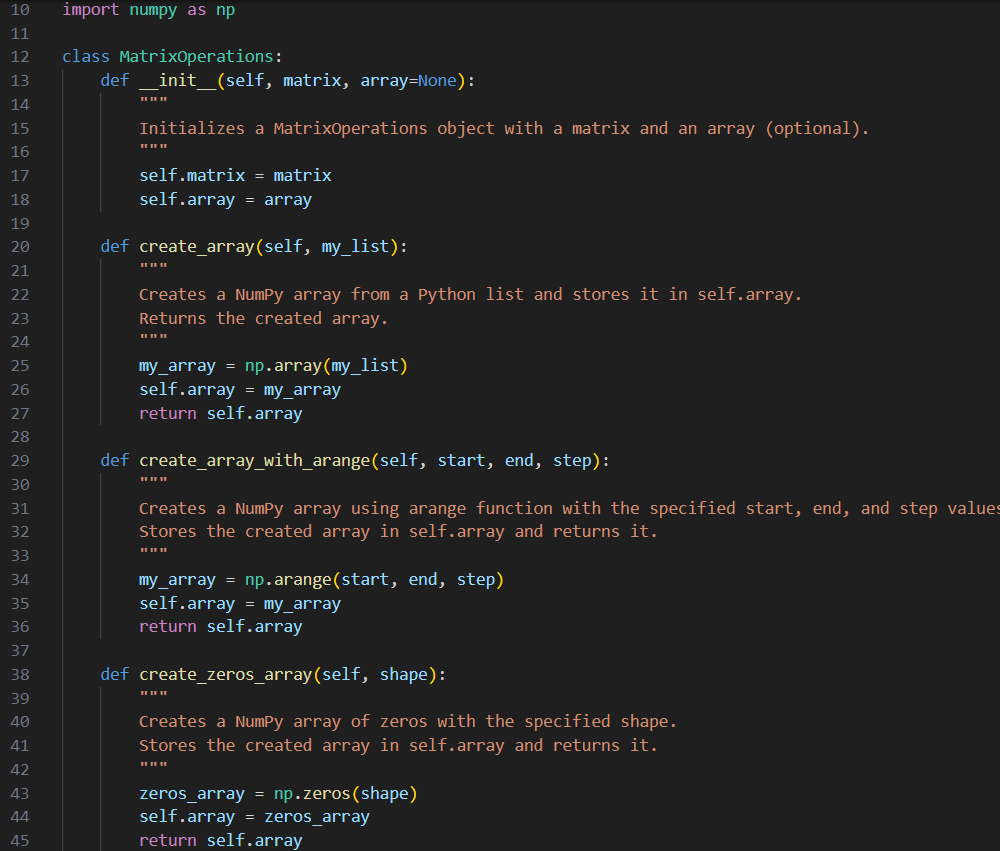 10 import numpy as np
11
12 class MatrixOperations:
13     def __init__(self, matrix, array=None):
14         """
15         Initializes a MatrixOperations object with a matrix and an array (optional).
16         """
17         self.matrix = matrix
18         self.array = array
19
20     def create_array(self, my_list):
21         """
22         Creates a NumPy array from a Python list and stores it in self.array.
23         Returns the created array.
24         """
25         my_array = np.array(my_list)
26         self.array = my_array
27         return self.array
28
29     def create_array_with_arange(self, start, end, step):
30         """
31         Creates a NumPy array using arange function with the specified start, end, and step values
32         Stores the created array in self.array and returns it.
33         """
34         my_array = np.arange(start, end, step)
35         self.array = my_array
36         return self.array
37
38     def create_zeros_array(self, shape):
39         """
40         Creates a NumPy array of zeros with the specified shape.
41         Stores the created array in self.array and returns it.
42         """
43         zeros_array = np.zeros(shape)
44         self.array = zeros_array
45         return self.array